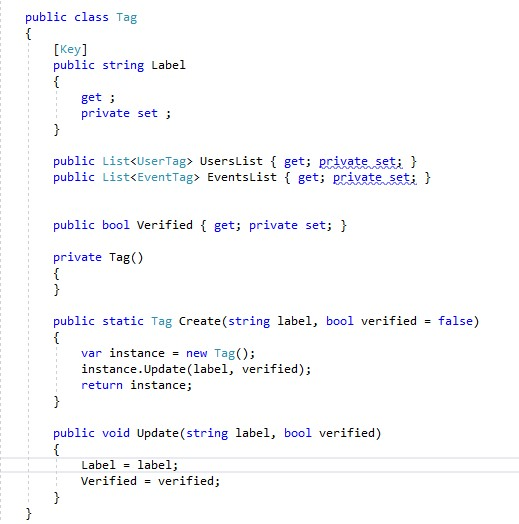 public class Tag
{
[Key]
public string Label
{
get ;
private set ;
}
public List<UserTag> UsersList { get; private set; }
public List<EventTag> EventsList { get; private set; }
public bool Verified { get; private set; }
private Tag()
{
}
public static Tag Create(string label, bool verified = false)
{
var instance = new Tag();
instance.Update(label, verified);
return instance;
}
public void Update(string label, bool verified)
{
Label = label;
Verified = verified;
}
}